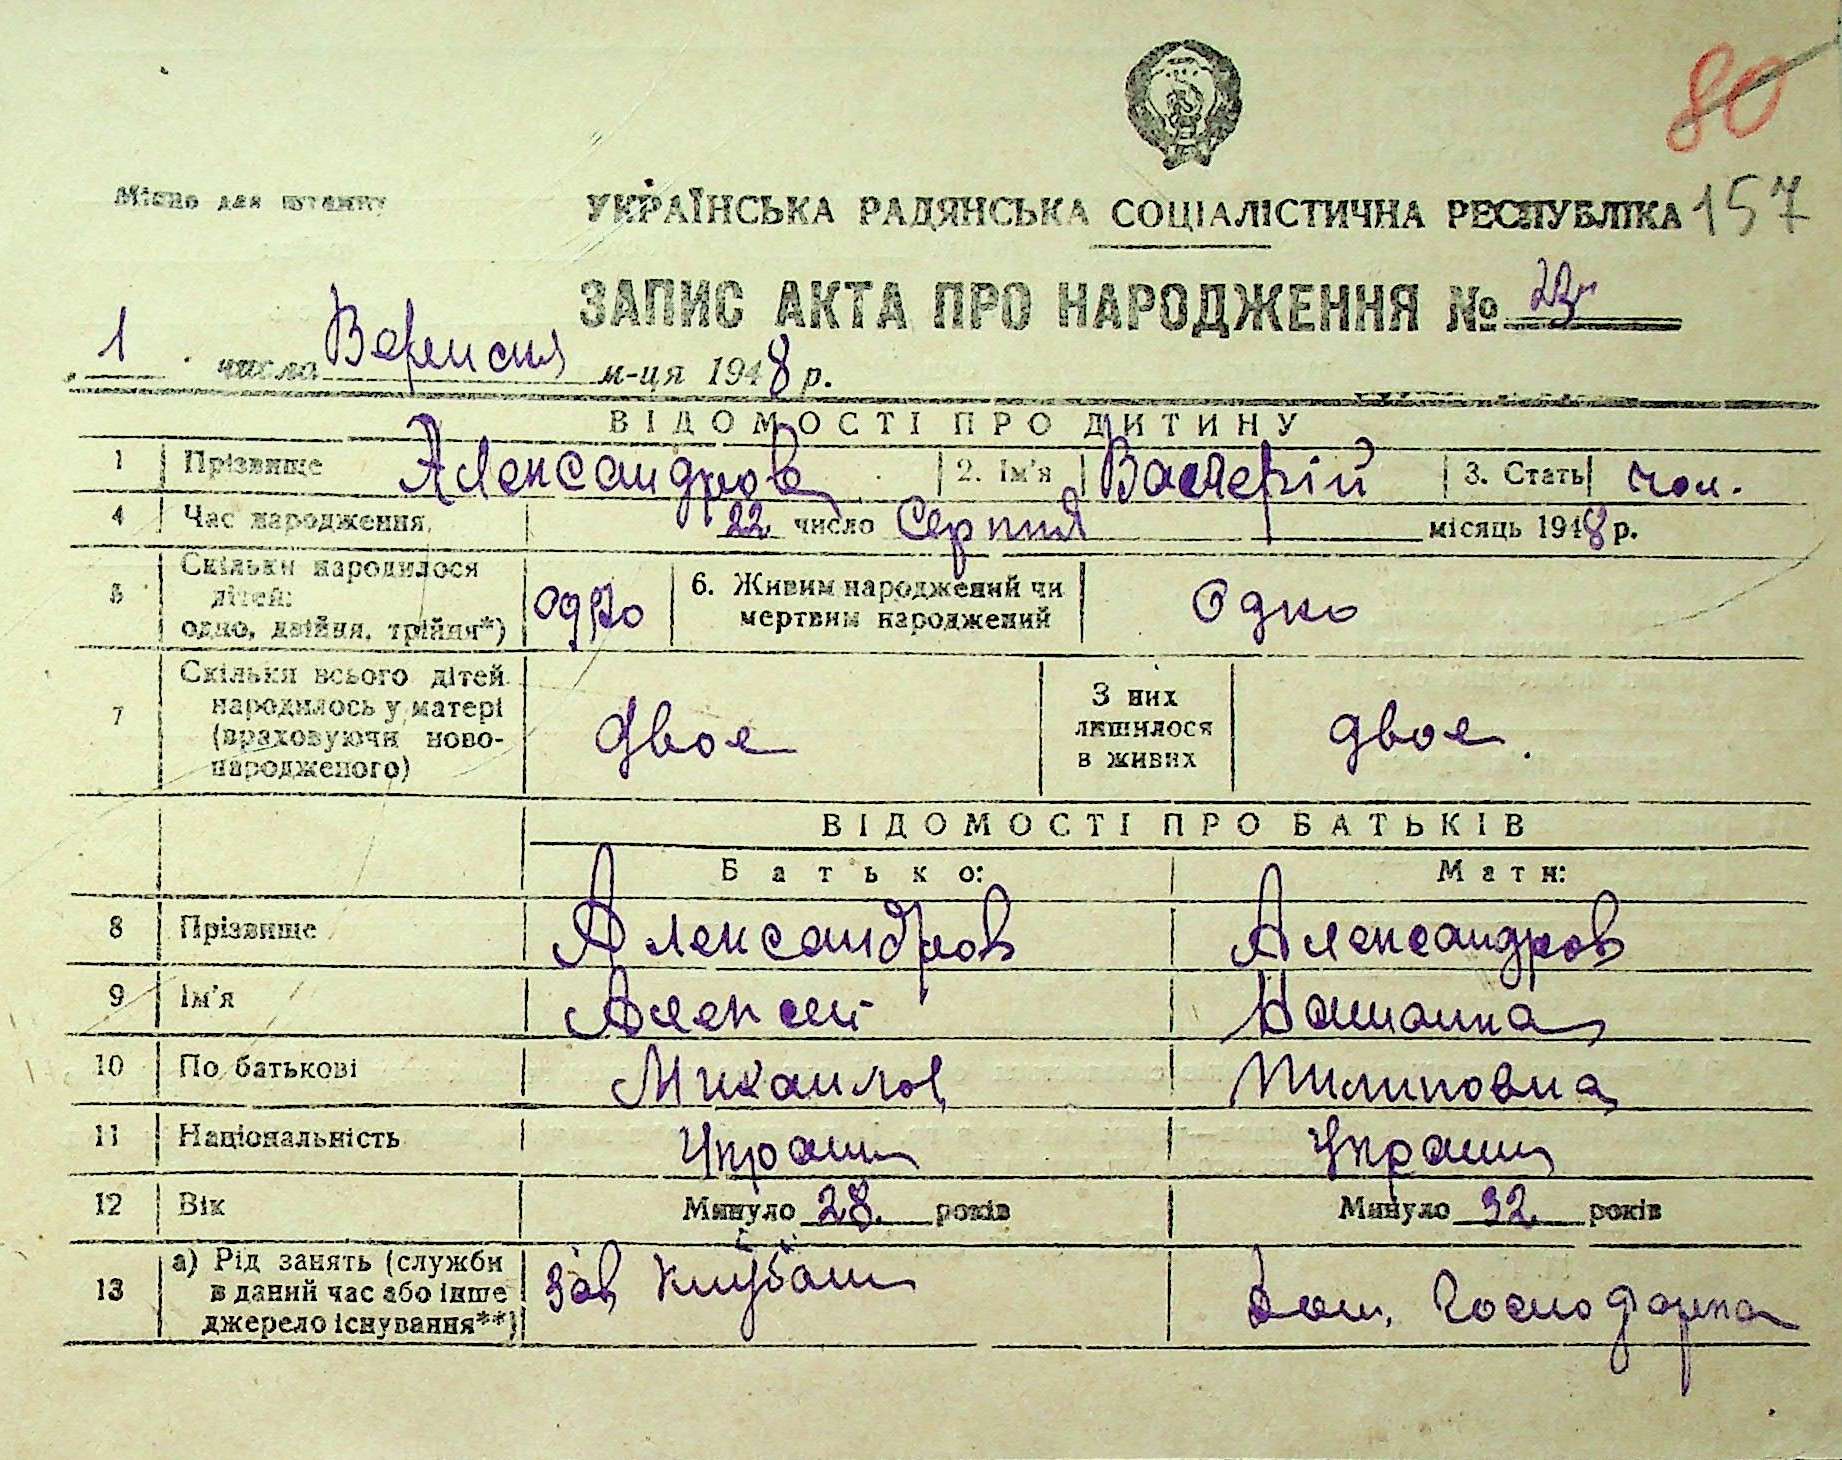 80
157
Місце для штампу
УКРАЇНСЬКА РАДЯНСЬКА СОЦІАЛІСТИЧНА РЕСПУБЛІКА
ЗАПИС АКТА ПРО НАРОДЖЕННЯ №
1 числа Вересня м-ця 1948 р.
ВІДОМОСТІ ПРО ДИТИНУ
1 Прізвище Александров 2. Ім'я Валерій 3. Стать чол.
4 Час народження 22 число Серпня місяць 1948 р.
5 Скільки народилося дітей: одно, двійня, трійня*) одно 6. Живим народжений чи мертвим народжений Одно
7 Скільки всього дітей народилось у матері (враховуючи новонародженого) двое З них лишилося в живих двое.
ВІДОМОСТІ ПРО БАТЬКІВ
Батько: Мати:
8 Прізвище Александров Александров
9 Ім'я Алексей
10 По батькові Михаилов Пилиповна
11 Національність Украин Украин
12 Вік Минуло 28 років Минуло 32 років
13 а) Рід занять (служби в даний час або інше джерело існування**) Зав Клубом Дом. Господарка